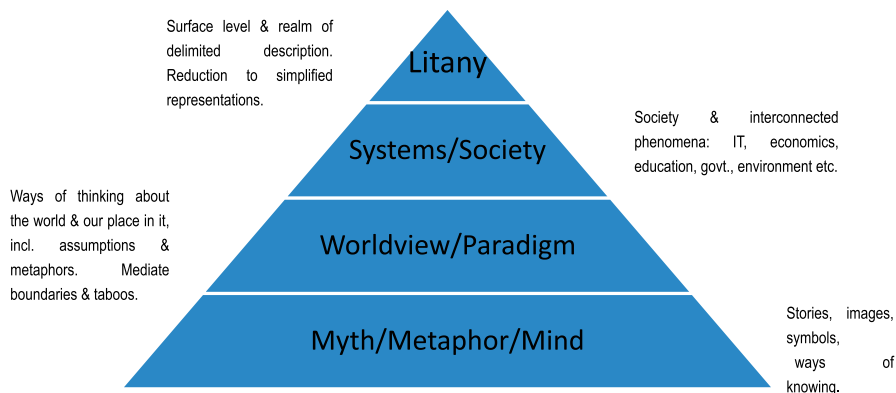 Surface level & realm of
delimited description.
Reduction to simplified
representations.
Litany
Society & interconnected
phenomena: IT, economics,
education, govt., environment etc.
Systems/Society
Ways of thinking about
the world & our place in it,
incl. assumptions &
metaphors. Mediate
boundaries & taboos.
Worldview/Paradigm
Myth/Metaphor/Mind
Stories, images,
symbols,
ways of
knowing.